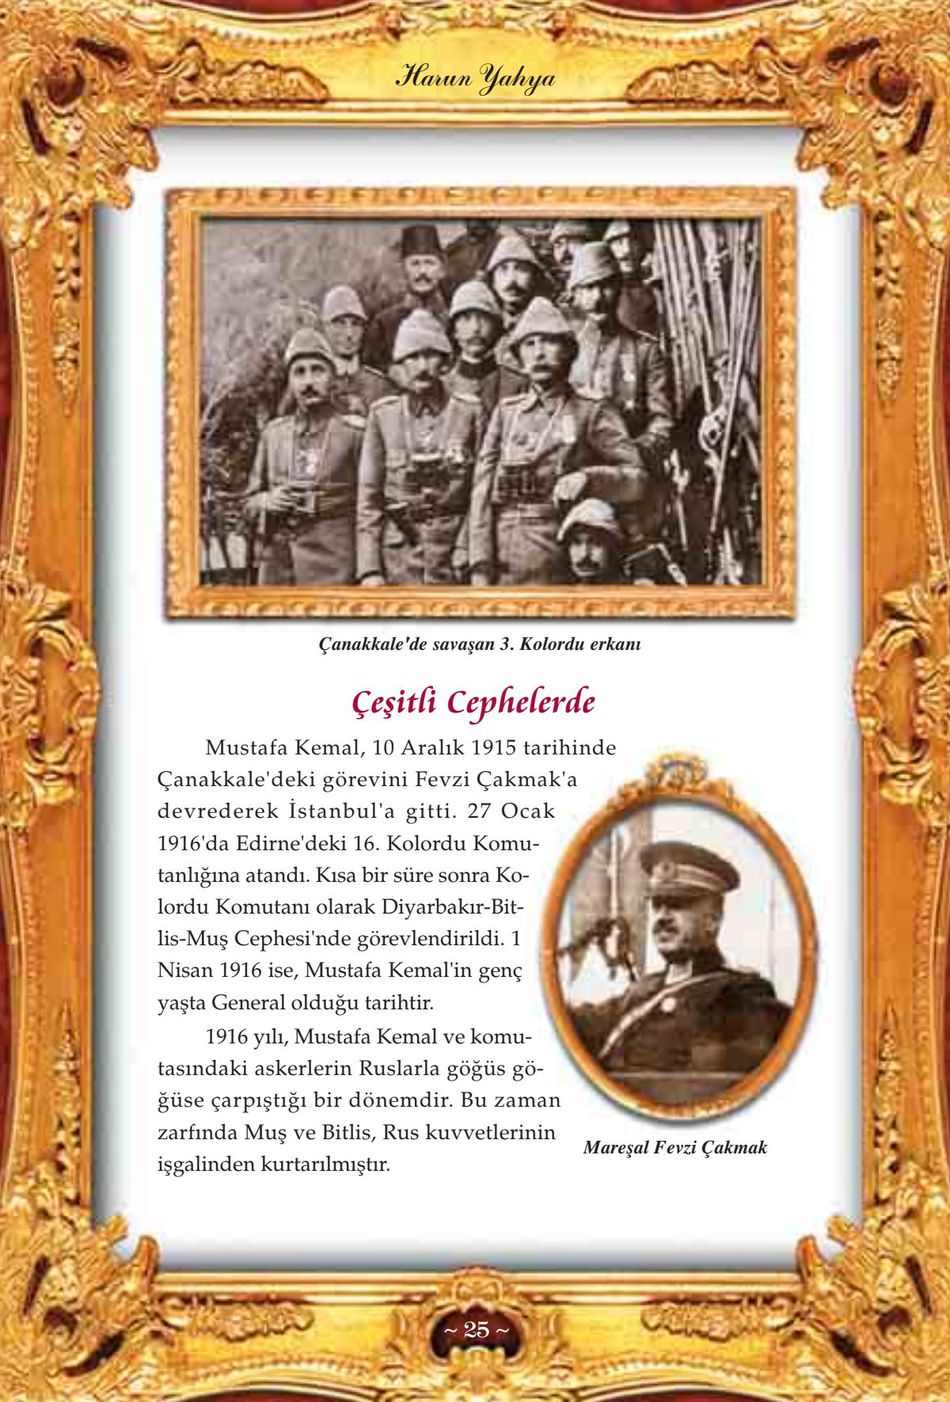 Harun Yahya
Çanakkale'de savaşan 3. Kolordu erkanı
Çeşitli Cephelerde
Mustafa Kemal, 10 Aralık 1915 tarihinde
Çanakkale'deki görevini Fevzi Çakmak'a
devrederek İstanbul'a gitti. 27 Ocak
1916'da Edirne'deki 16. Kolordu Komu-
tanlığına atandı. Kısa bir süre sonra Ko-
lordu Komutanı olarak Diyarbakır-Bit-
lis-Muş Cephesi'nde görevlendirildi. 1
Nisan 1916 ise, Mustafa Kemal'in genç
yaşta General olduğu tarihtir.
1916 yılı, Mustafa Kemal ve komu-
tasındaki askerlerin Ruslarla göğüs gö-
ğüse çarpıştığı bir dönemdir. Bu zaman
zarfında Muş ve Bitlis, Rus kuvvetlerinin
işgalinden kurtarılmıştır.
Mareşal Fevzi Çakmak
~ 25 ~